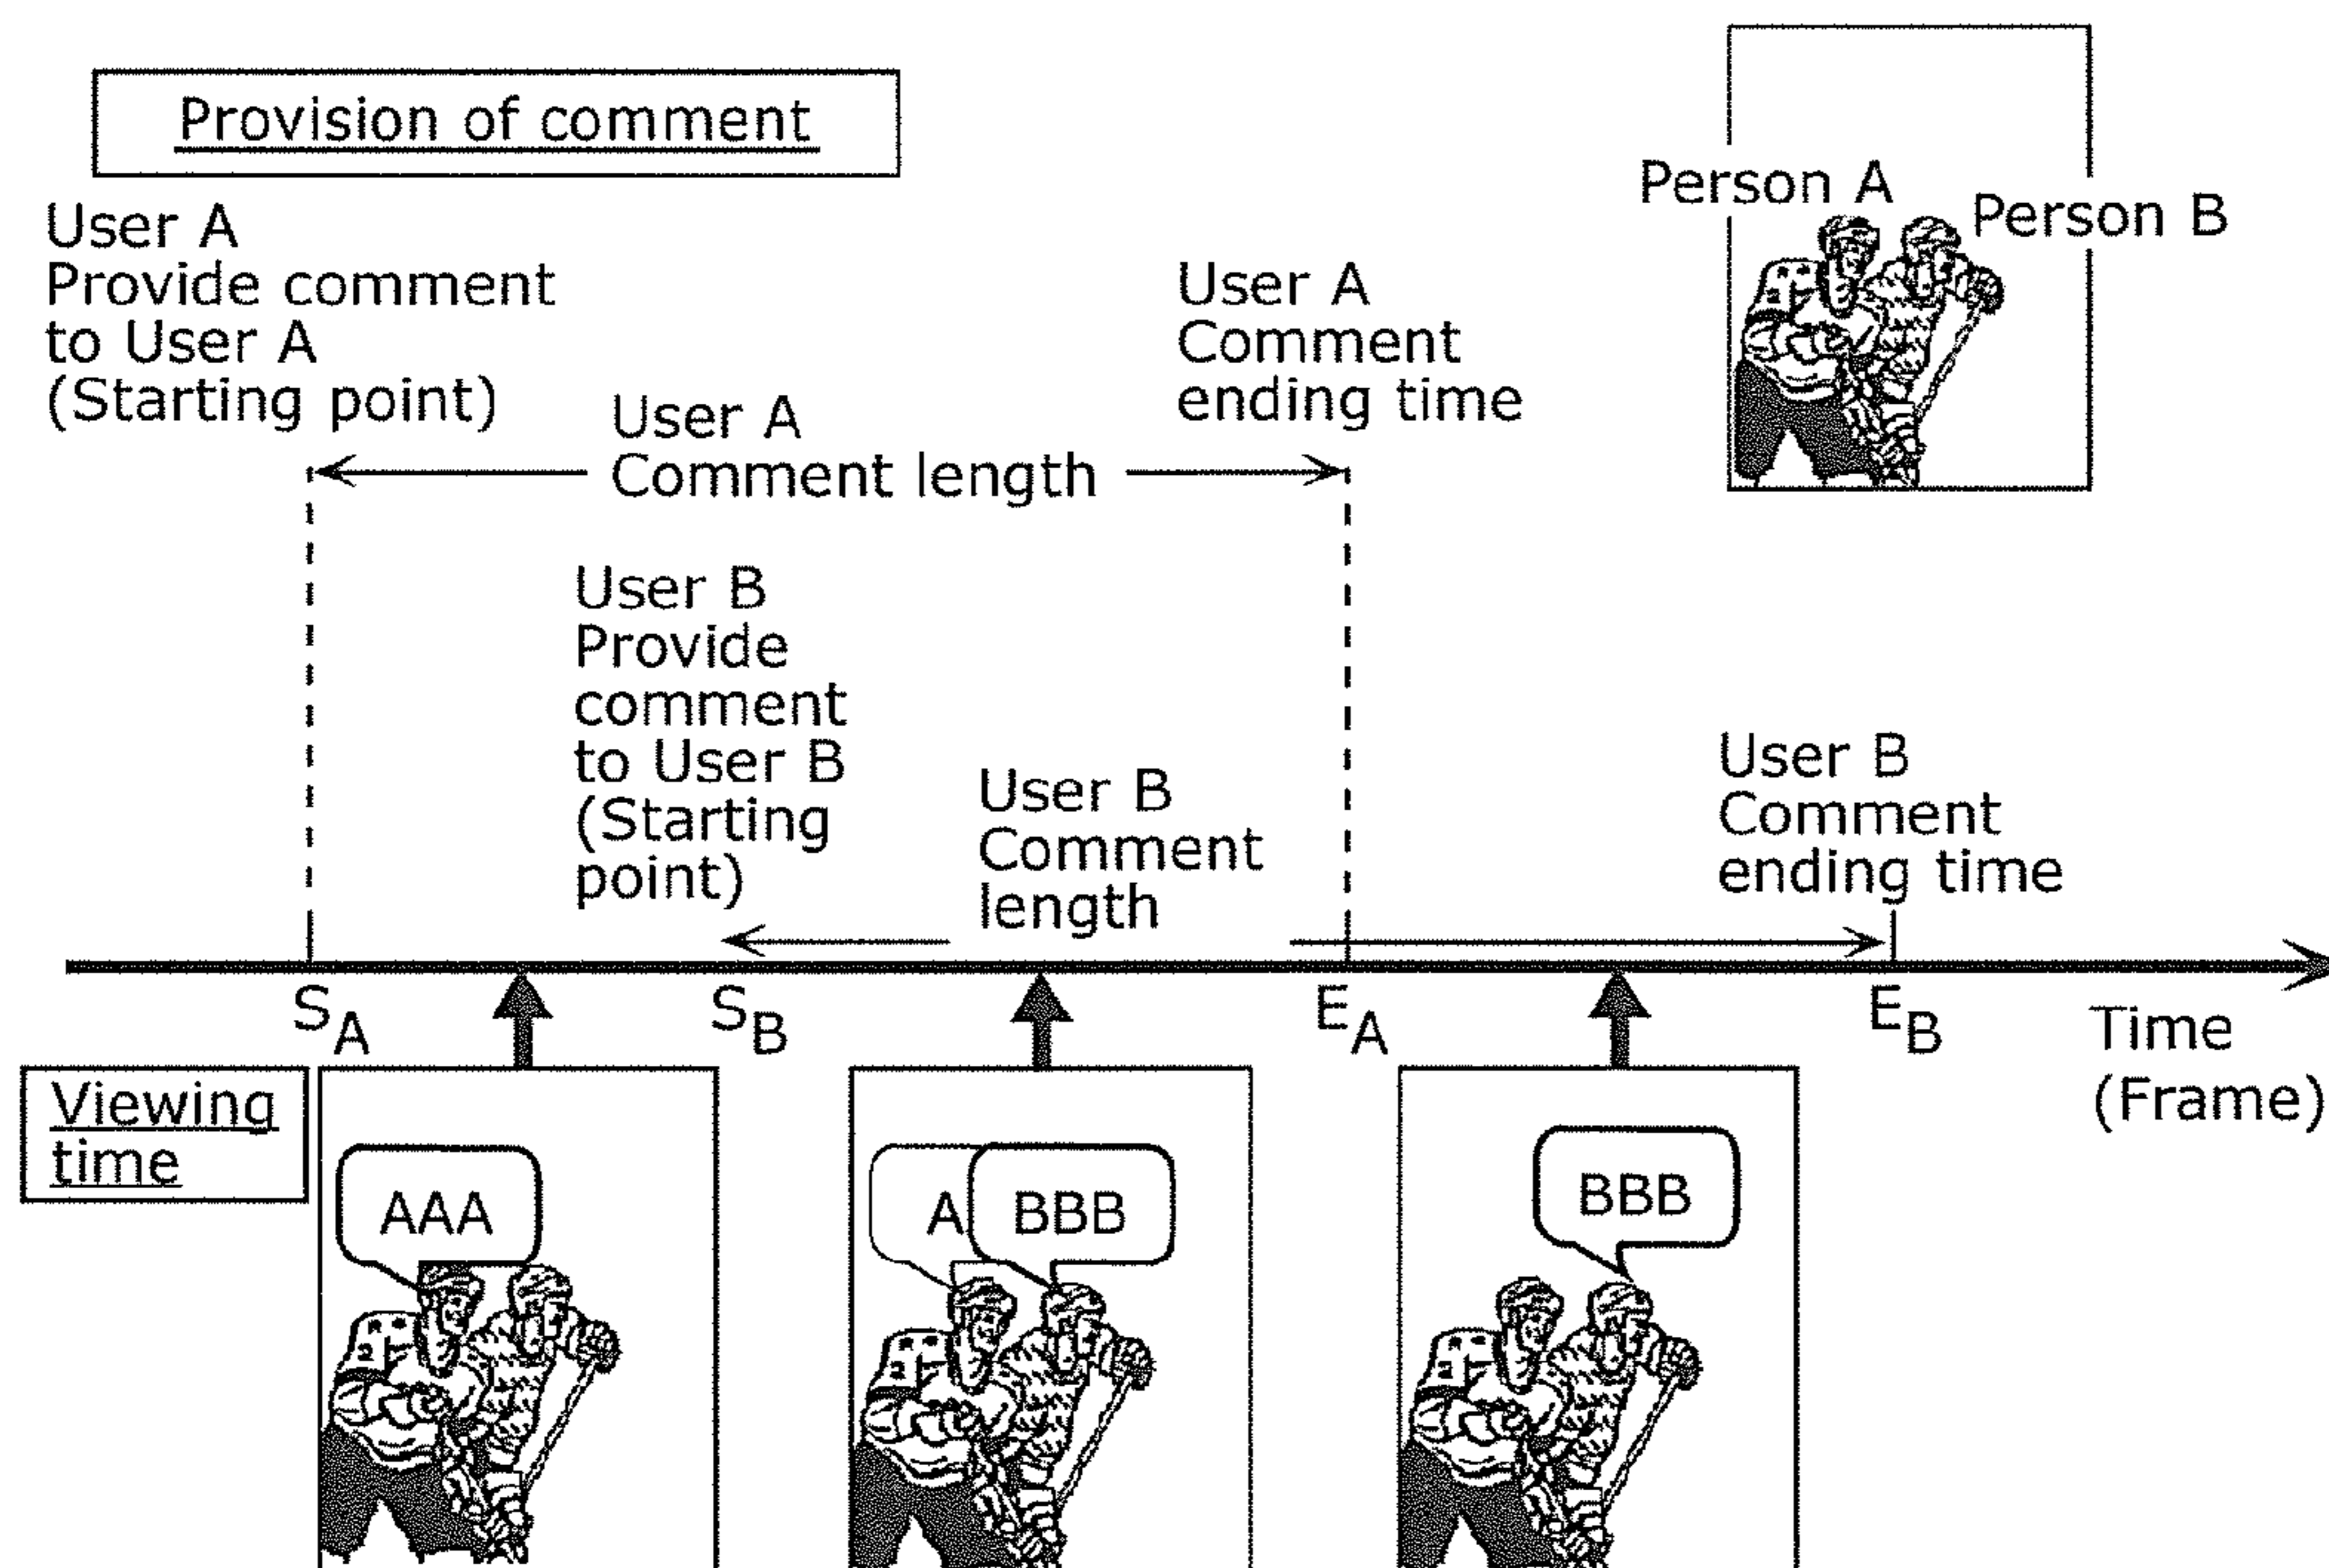 Provision of comment
User A
Provide comment
to User A
(Starting point)
User A
Comment length
User A
Comment
ending time
Person A
Person B
User B
Provide
comment
to User B
(Starting
point)
User B
Comment
length
User B
Comment
ending time
SA
SB
EA
EB
Time
(Frame)
Viewing
time
AAA
A
BBB
BBB